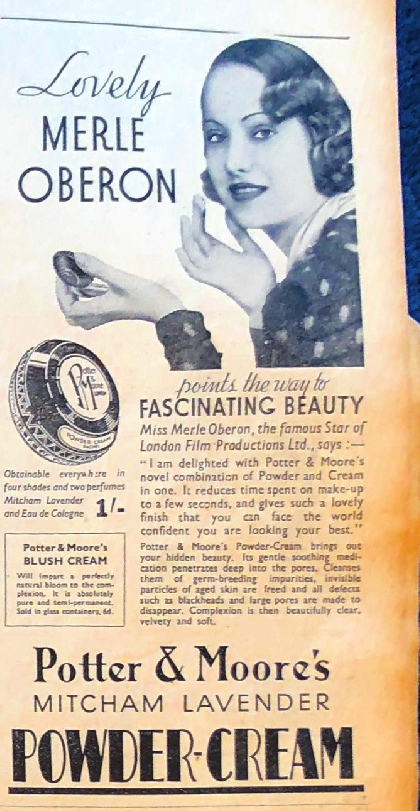 Lovely
MERLE
OBERON
Potter
&
Moore
POWDER-CREAM
points the way to
FASCINATING BEAUTY
Miss Merle Oberon, the famous Star of
London Film Productions Ltd., says :—
"I am delighted with Potter & Moore's
novel combination of Powder and Cream
in one. It reduces time spent on make-up
to a few seconds, and gives such a lovely
finish that you can face the world
confident you are looking your best."
Potter & Moore's Powder-Cream brings out
your hidden beauty. Its gentle soothing medi-
cation penetrates deep into the pores. Cleanses
them of germ-breeding impurities, invisible
particles of aged skin are freed and all defects
such as blackheads and large pores are made to
disappear. Complexion is then beautifully clear,
velvety and soft.
Obtainable everywhere in
four shades and two perfumes
Mitcham Lavender
and Eau de Cologne 1/-
Potter & Moore's
BLUSH CREAM
Will impart a perfectly
natural bloom to the com-
plexion. It is absolutely
pure and semi-permanent.
Sold in glass containers, 6d.
Potter & Moore's
MITCHAM LAVENDER
POWDER-CREAM